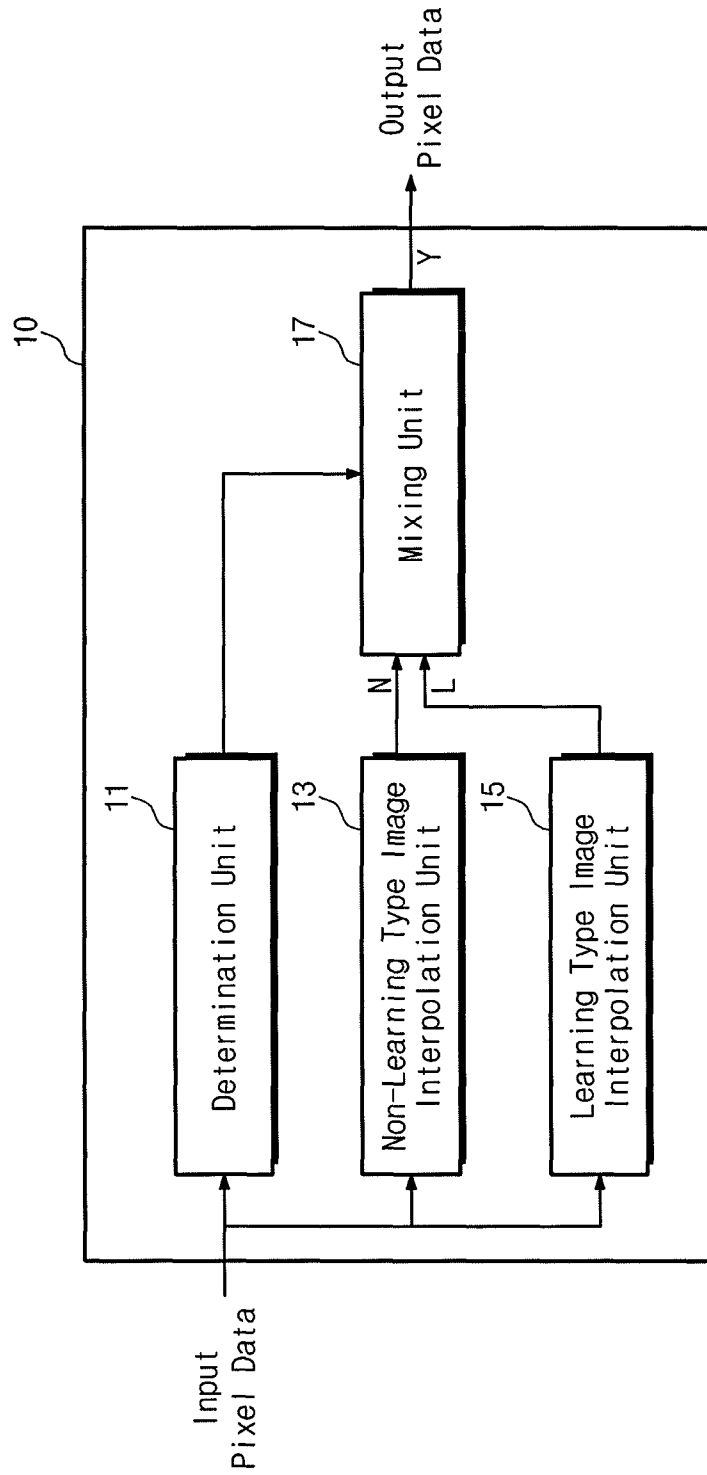 10
Input
Pixel Data
11
Determination Unit
13
Non-Learning Type Image
Interpolation Unit
15
Learning Type Image
Interpolation Unit
N
L
17
Mixing Unit
Y
Output
Pixel Data